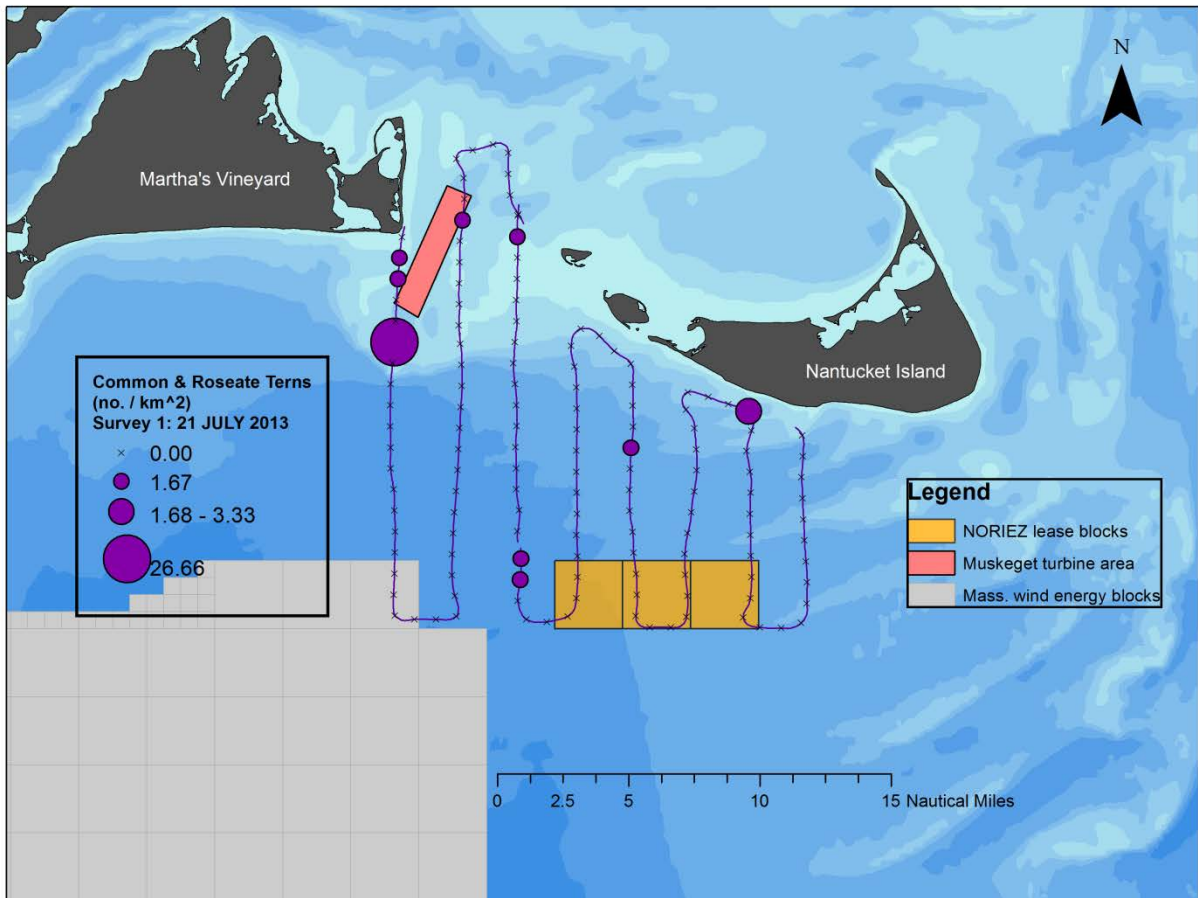 N
Martha's Vineyard
Nantucket Island
Common & Roseate Terns
(no. / km^2)
Survey 1: 21 JULY 2013
0.00
1.67
1.68 - 3.33
26.66
Legend
NORIEZ lease blocks
Muskeget turbine area
Mass. wind energy blocks
0 2.5 5 10 15 Nautical Miles